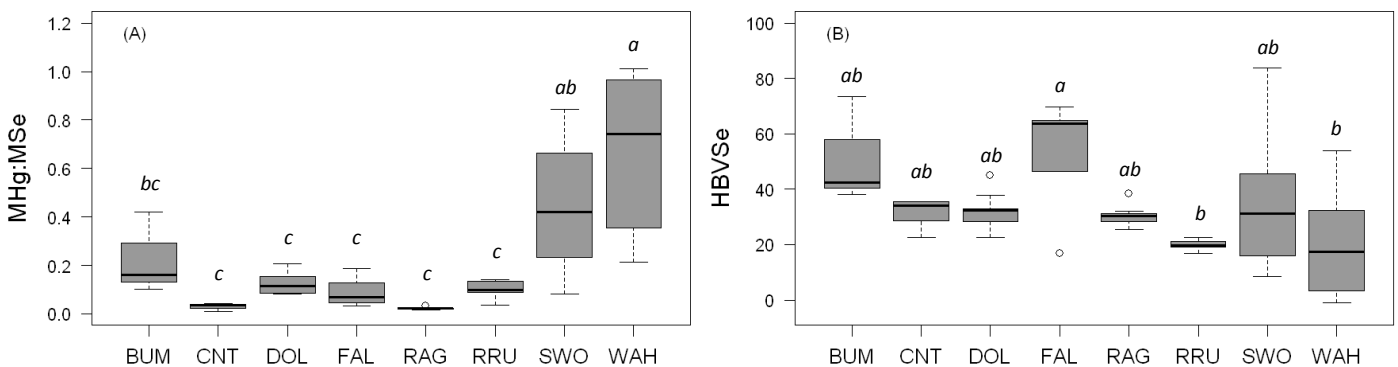 (A)
MHg:MSe
1.2
1.0
0.8
0.6
0.4
0.2
0.0
bc
c
c
c
c
c
ab
a
BUM CNT DOL FAL RAG RRU SWO WAH
(B)
HBVSe
100
80
60
40
20
0
ab
ab
ab
a
ab
b
ab
b
BUM CNT DOL FAL RAG RRU SWO WAH